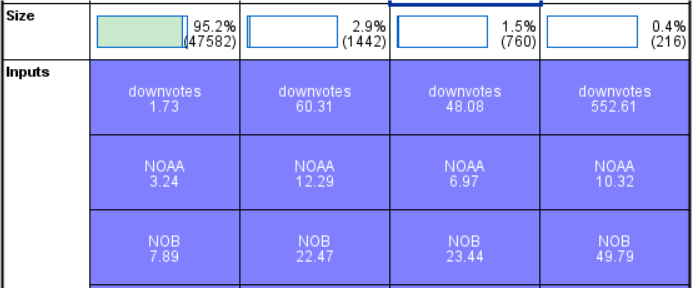 Size
95.2%
(47582)
2.9%
(1442)
1.5%
(760)
0.4%
(216)
Inputs
downvotes
1.73
downvotes
60.31
downvotes
48.08
downvotes
552.61
NOAA
3.24
NOAA
12.29
NOAA
6.97
NOAA
10.32
NOB
7.89
NOB
22.47
NOB
23.44
NOB
49.79